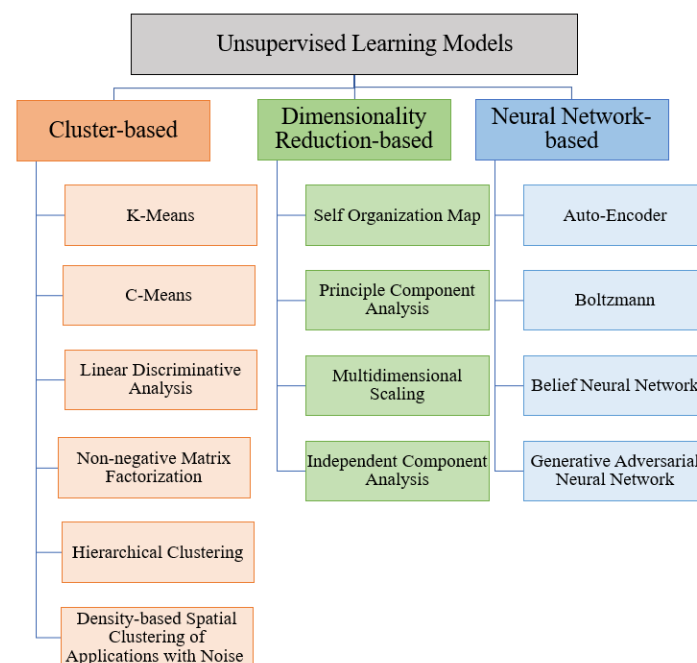 Unsupervised Learning Models
Cluster-based
Dimensionality
Reduction-based
Neural Network-
based
K-Means
C-Means
Linear Discriminative
Analysis
Non-negative Matrix
Factorization
Hierarchical Clustering
Density-based Spatial
Clustering of
Applications with Noise
Self Organization Map
Principle Component
Analysis
Multidimensional
Scaling
Independent Component
Analysis
Auto-Encoder
Boltzmann
Belief Neural Network
Generative Adversarial
Neural Network